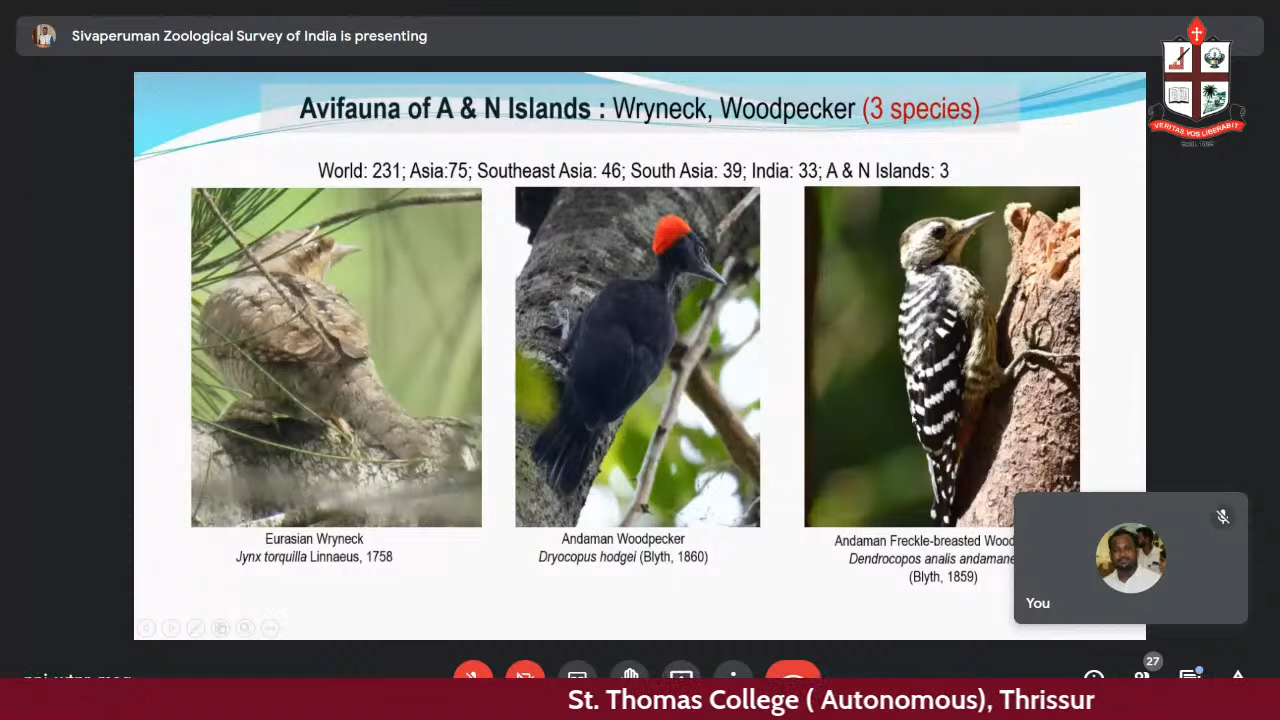 Sivaperuman Zoological Survey of India is presenting
Avifauna of A & N Islands : Wryneck, Woodpecker (3 species)
World: 231; Asia:75; Southeast Asia: 46; South Asia: 39; India: 33; A & N Islands: 3
VERITAS VOS LIBERABIT
Eurasian Wryneck
Jynx torquilla Linnaeus, 1758
Andaman Woodpecker
Dryocopus hodgei (Blyth, 1860)
Andaman Freckle-breasted Wood
Dendrocopos analis andamane
(Blyth, 1859)
You
27
St. Thomas College ( Autonomous), Thrissur